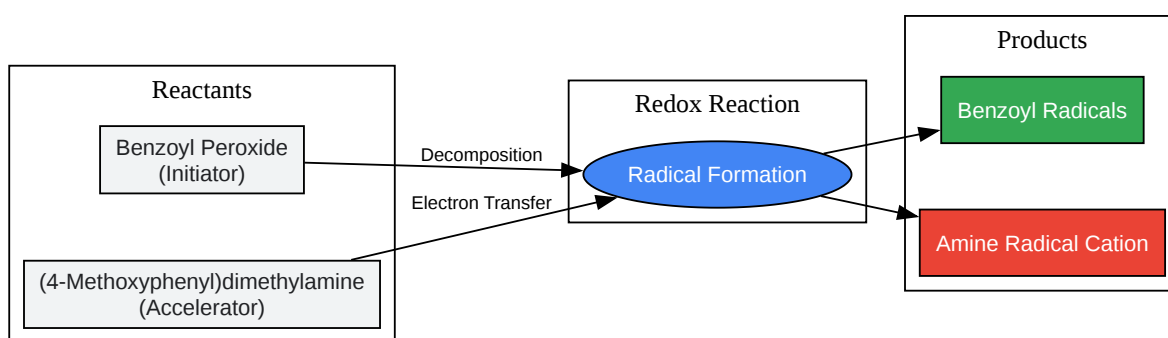 Reactants
Benzoyl Peroxide
(Initiator)
(4-Methoxyphenyl)dimethylamine
(Accelerator)
Decomposition
Electron Transfer
Redox Reaction
Radical Formation
Products
Benzoyl Radicals
Amine Radical Cation